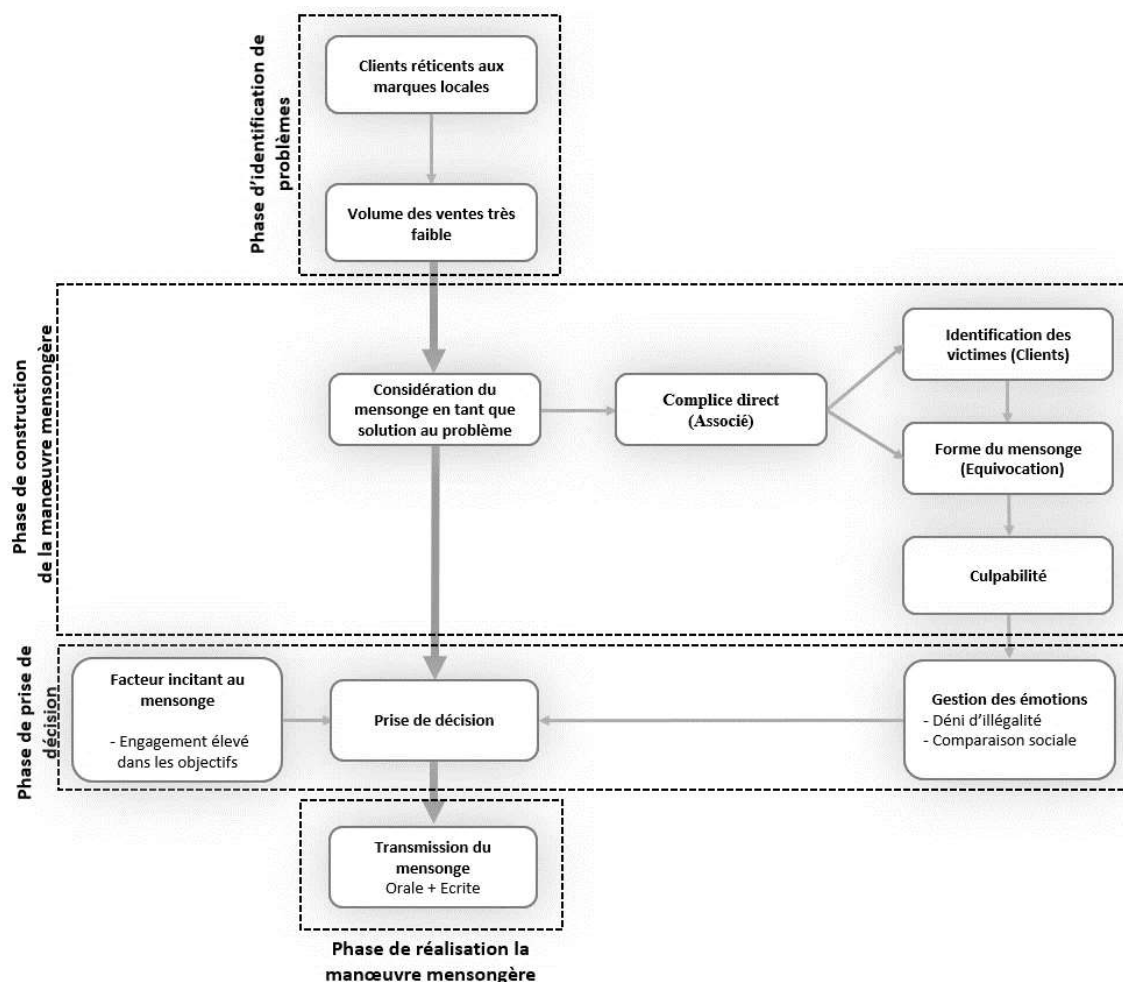 Phase d'identification de
problèmes
Clients réticents aux
marques locales
Volume des ventes très
faible
Phase de construction
de la manœuvre mensongère
Considération du
mensonge en tant que
solution au problème
Complice direct
(Associé)
Identification des
victimes (Clients)
Forme du mensonge
(Equivocation)
Culpabilité
Phase de prise de
décision
Facteur incitant au
mensonge
- Engagement élevé
dans les objectifs
Prise de décision
Gestion des émotions
- Déni d'illégalité
- Comparaison sociale
Transmission du
mensonge
Orale + Ecrite
Phase de réalisation la
manœuvre mensongère